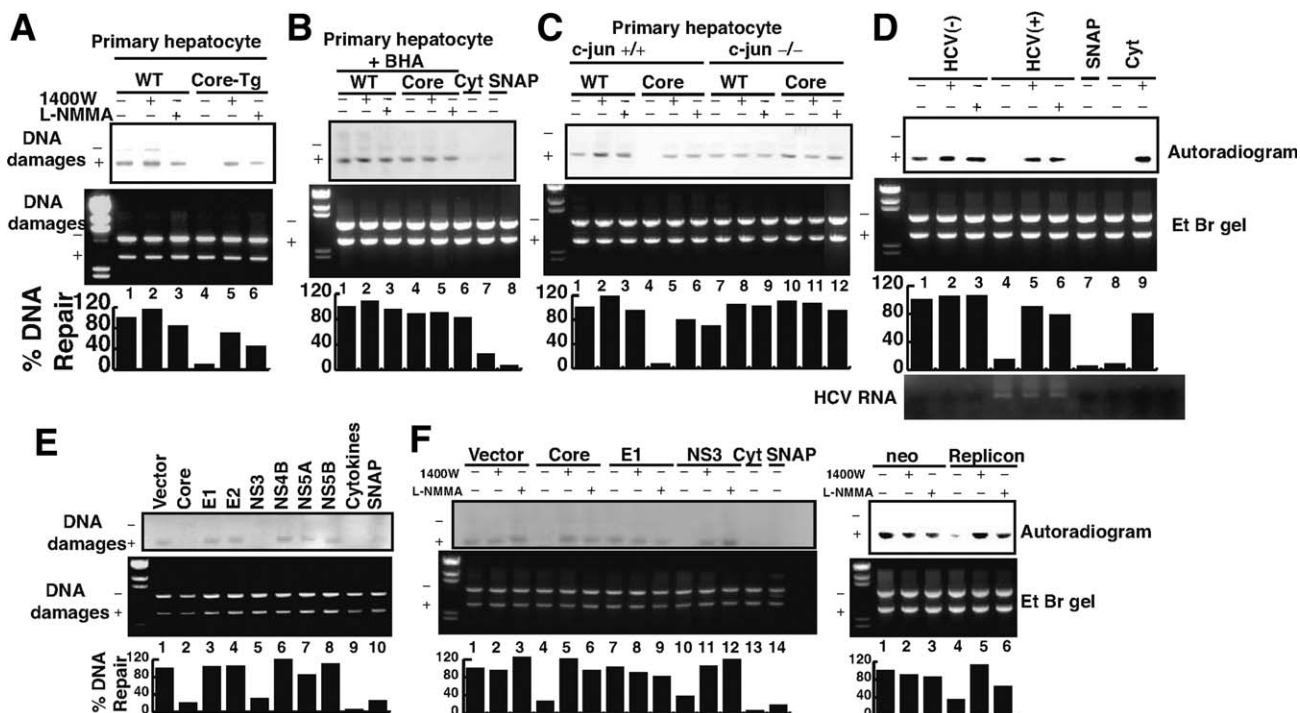 A
Primary hepatocyte
WT Core-Tg
1400W – + – – + –
L-NMMA – – + – – +
DNA damages
–
+
DNA damages
–
+
1 2 3 4 5 6
% DNA Repair
120
80
40
0
B
Primary hepatocyte
+ BHA
WT Core Cyt SNAP
– + – – + – – –
– – + – – + – –
–
+
–
+
1 2 3 4 5 6 7 8
120
80
40
0
C
Primary hepatocyte
c-jun +/+ c-jun –/–
WT Core WT Core
– + – – + – – + – – + –
– – + – – + – – + – – +
–
+
–
+
1 2 3 4 5 6 7 8 9 10 11 12
120
80
40
0
D
HCV(-) HCV(+) SNAP Cyt
– + – – + – – – +
– – + – – + – – –
–
+
Autoradiogram
–
+
Et Br gel
1 2 3 4 5 6 7 8 9
120
80
40
0
HCV RNA
E
Vector Core E1 E2 NS3 NS4B NS5A NS5B Cytokines SNAP
DNA damages
–
+
DNA damages
–
+
1 2 3 4 5 6 7 8 9 10
% DNA Repair
120
80
40
0
F
Vector Core E1 NS3 Cyt SNAP
1400W – + – – + – – + – – + – – –
L-NMMA – – + – – + – – + – – + – –
–
+
–
+
1 2 3 4 5 6 7 8 9 10 11 12 13 14
120
80
40
0
neo Replicon
1400W – + – – + –
L-NMMA – – + – – +
–
+
Autoradiogram
–
+
Et Br gel
1 2 3 4 5 6
120
80
40
0